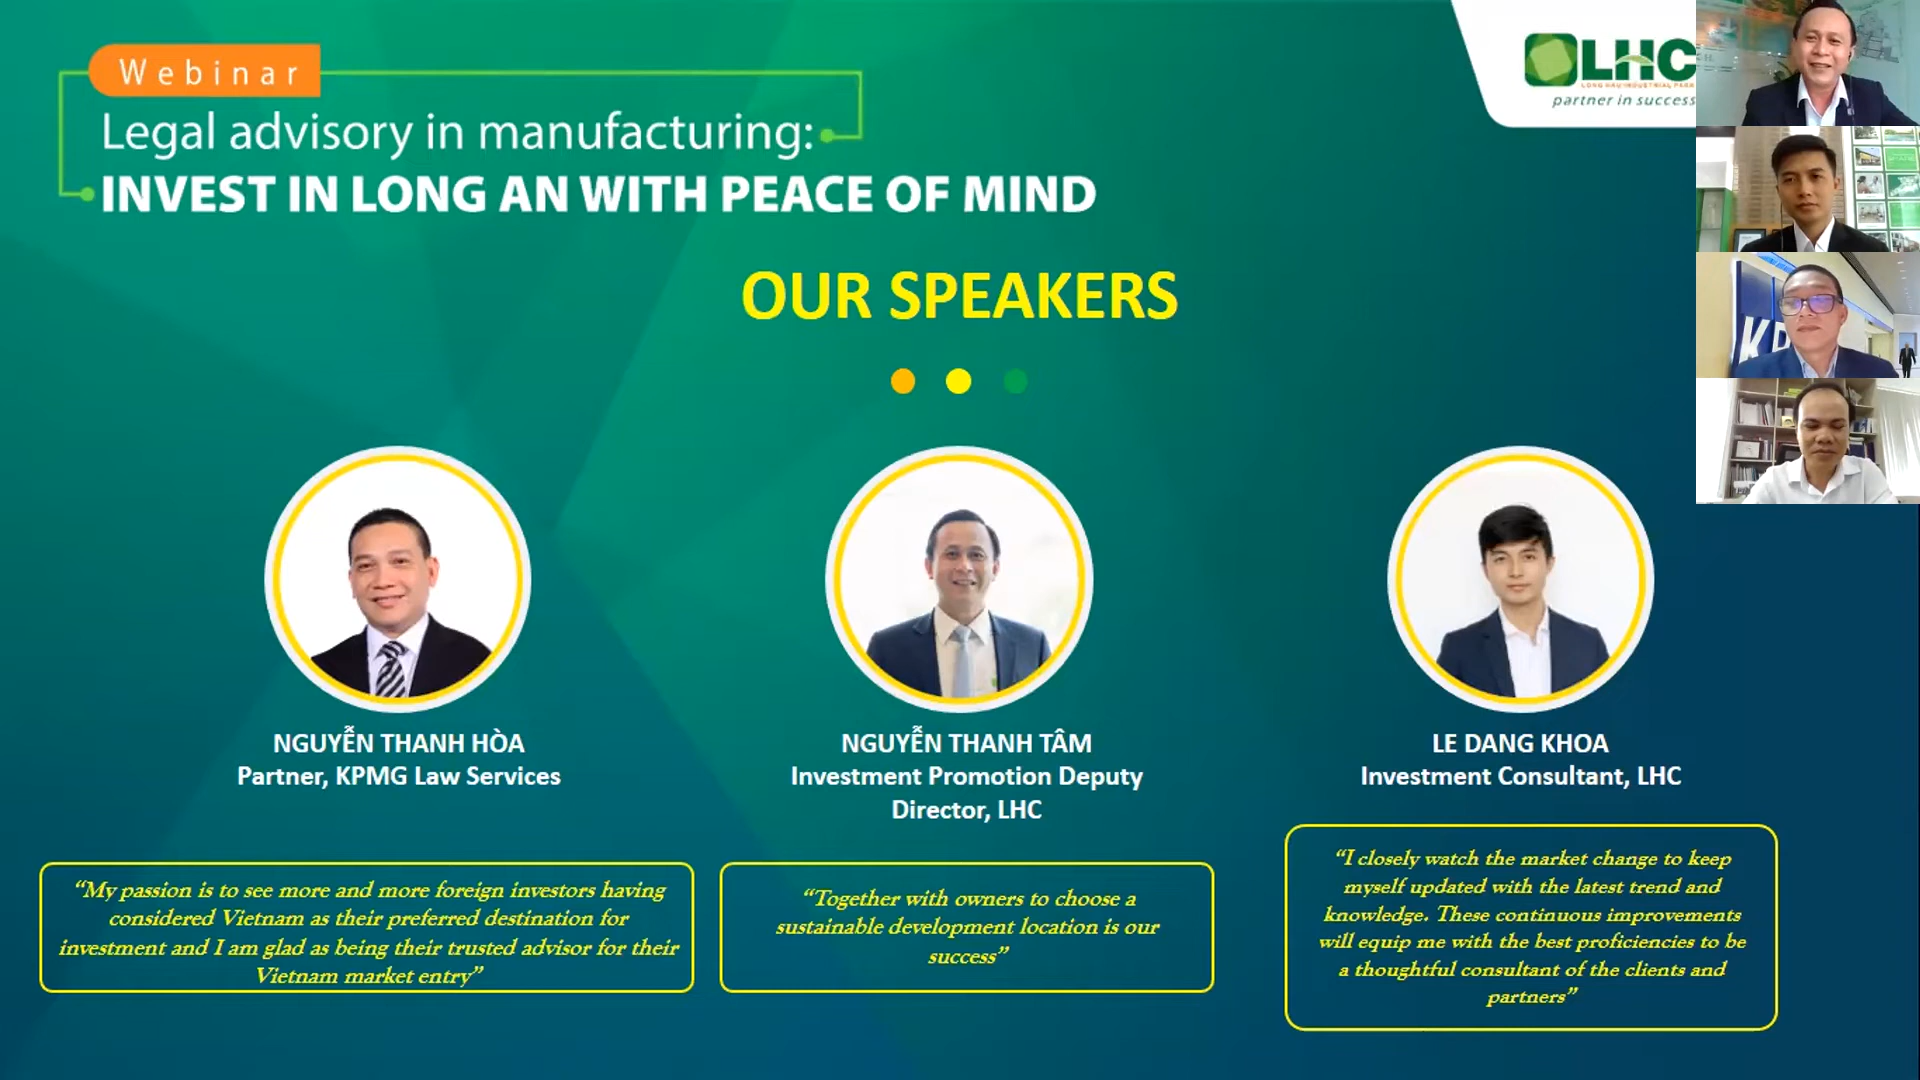 Webinar
Legal advisory in manufacturing:
INVEST IN LONG AN WITH PEACE OF MIND
LHC
LONG HAU INDUSTRIAL PARK
partner in success
OUR SPEAKERS
NGUYỄN THANH HÒA
Partner, KPMG Law Services
“My passion is to see more and more foreign investors having
considered Vietnam as their preferred destination for
investment and I am glad as being their trusted advisor for their
Vietnam market entry”
NGUYỄN THANH TÂM
Investment Promotion Deputy
Director, LHC
“Together with owners to choose a
sustainable development location is our
success”
LE DANG KHOA
Investment Consultant, LHC
“I closely watch the market change to keep
myself updated with the latest trend and
knowledge. These continuous improvements
will equip me with the best proficiencies to be
a thoughtful consultant of the clients and
partners”